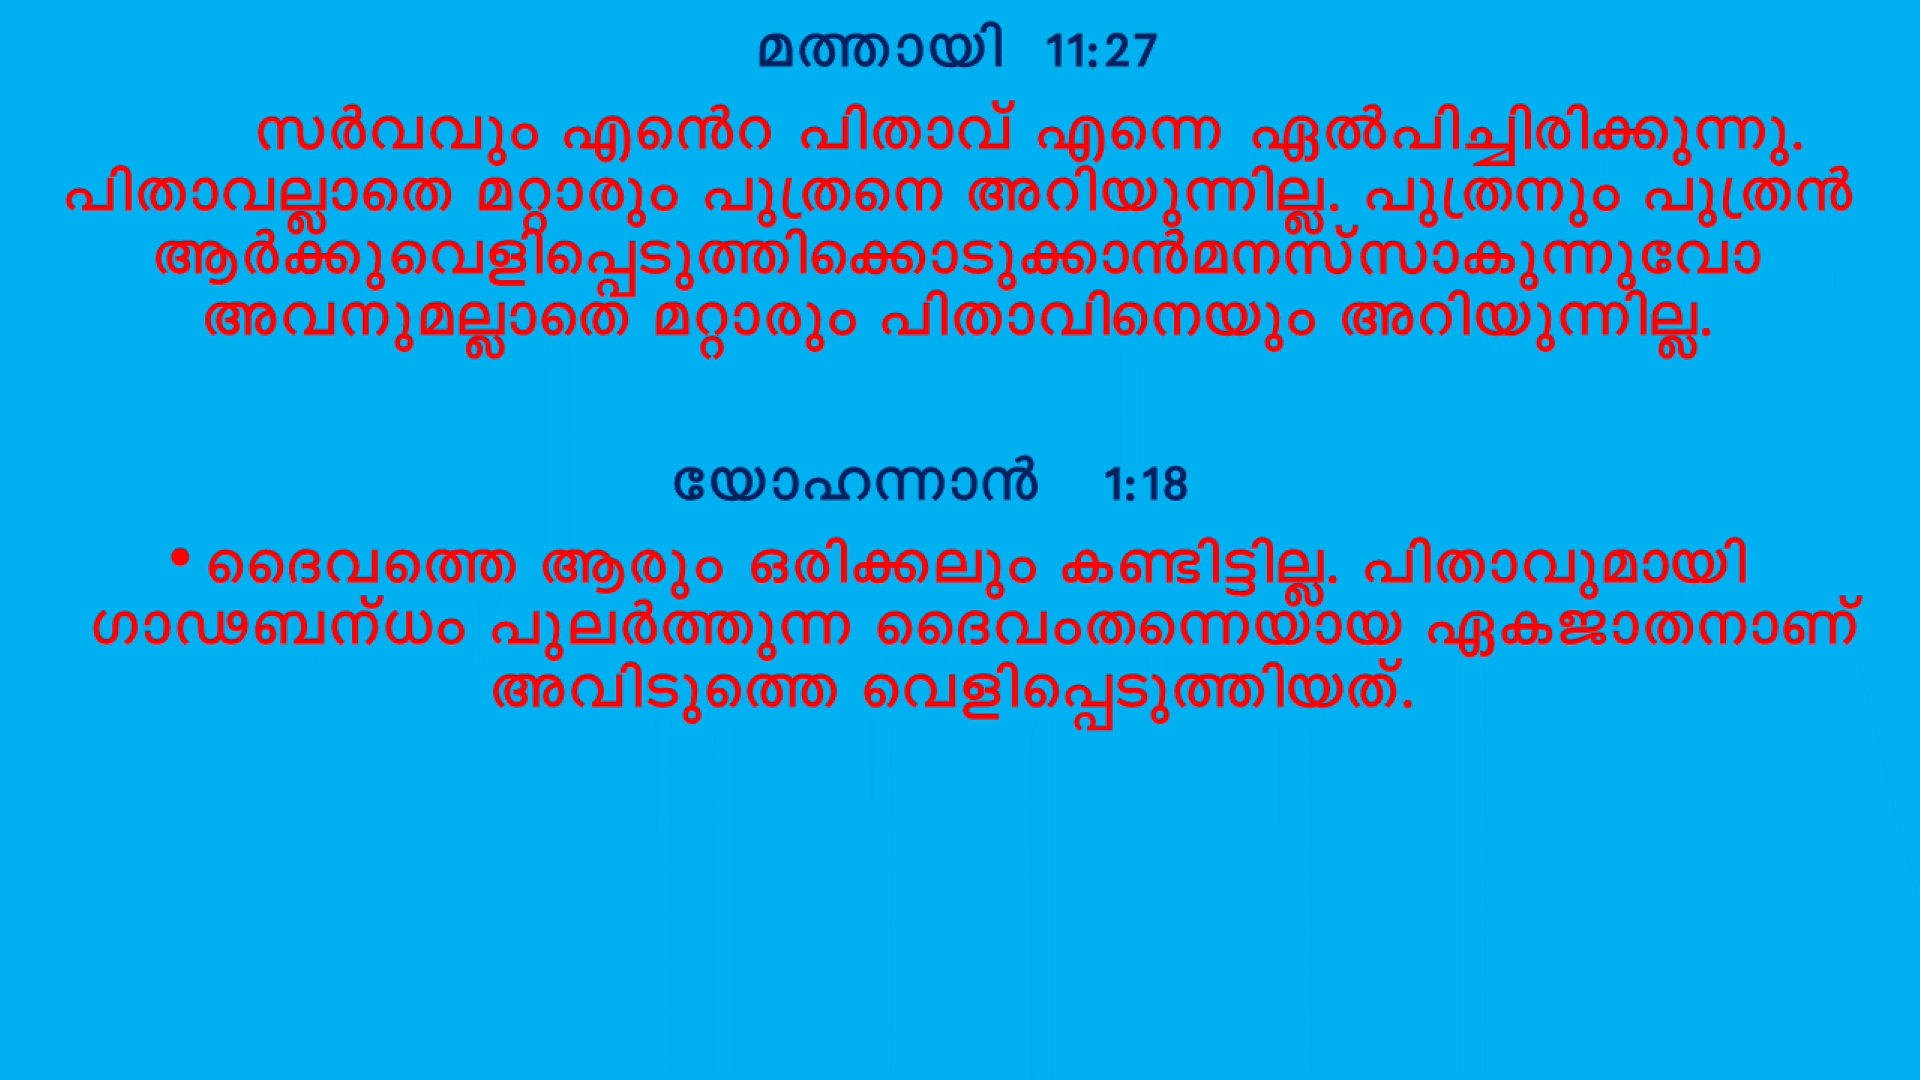 മത്തായി 11:27
സർവവും എൻെറ പിതാവ് എന്നെ ഏൽപിച്ചിരിക്കുന്നു.
പിതാവല്ലാതെ മറ്റാരും പുത്രനെ അറിയുന്നില്ല. പുത്രനും പുത്രൻ
ആർക്കുവെളിപ്പെടുത്തിക്കൊടുക്കാൻമനസ്സാകുന്നുവോ
അവനുമല്ലാതെ മറ്റാരും പിതാവിനെയും അറിയുന്നില്ല.
യോഹന്നാൻ 1:18
• ദൈവത്തെ ആരും ഒരിക്കലും കണ്ടിട്ടില്ല. പിതാവുമായി
ഗാഢബന്ധം പുലർത്തുന്ന ദൈവംതന്നെയായ ഏകജാതനാണ്
അവിടുത്തെ വെളിപ്പെടുത്തിയത്.